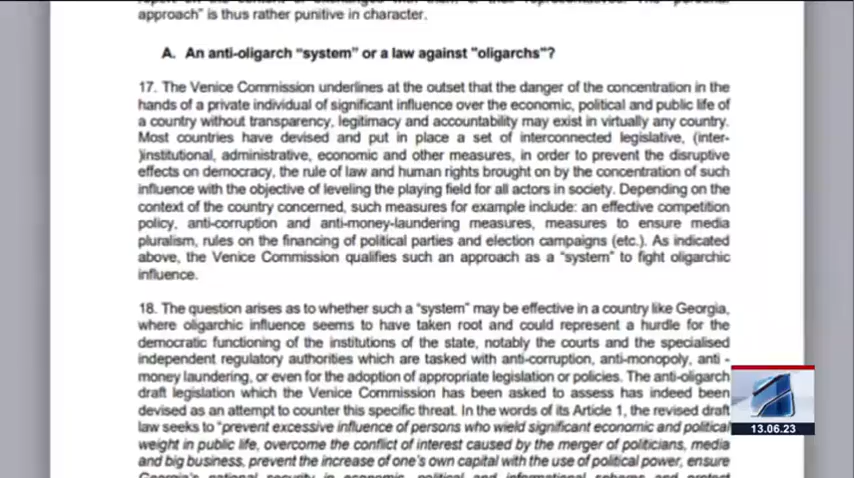 approach” is thus rather punitive in character.
A. An anti-oligarch “system” or a law against "oligarchs"?
17. The Venice Commission underlines at the outset that the danger of the concentration in the
hands of a private individual of significant influence over the economic, political and public life of
a country without transparency, legitimacy and accountability may exist in virtually any country.
Most countries have devised and put in place a set of interconnected legislative, (inter-
)institutional, administrative, economic and other measures, in order to prevent the disruptive
effects on democracy, the rule of law and human rights brought on by the concentration of such
influence with the objective of leveling the playing field for all actors in society. Depending on the
context of the country concerned, such measures for example include: an effective competition
policy, anti-corruption and anti-money-laundering measures, measures to ensure media
pluralism, rules on the financing of political parties and election campaigns (etc.). As indicated
above, the Venice Commission qualifies such an approach as a “system” to fight oligarchic
influence.
18. The question arises as to whether such a “system” may be effective in a country like Georgia,
where oligarchic influence seems to have taken root and could represent a hurdle for the
democratic functioning of the institutions of the state, notably the courts and the specialised
independent regulatory authorities which are tasked with anti-corruption, anti-monopoly, anti -
money laundering, or even for the adoption of appropriate legislation or policies. The anti-oligarch
draft legislation which the Venice Commission has been asked to assess has indeed been
devised as an attempt to counter this specific threat. In the words of its Article 1, the revised draft
law seeks to “prevent excessive influence of persons who wield significant economic and political
weight in public life, overcome the conflict of interest caused by the merger of politicians, media
and big business, prevent the increase of one's own capital with the use of political power, ensure
13.06.23